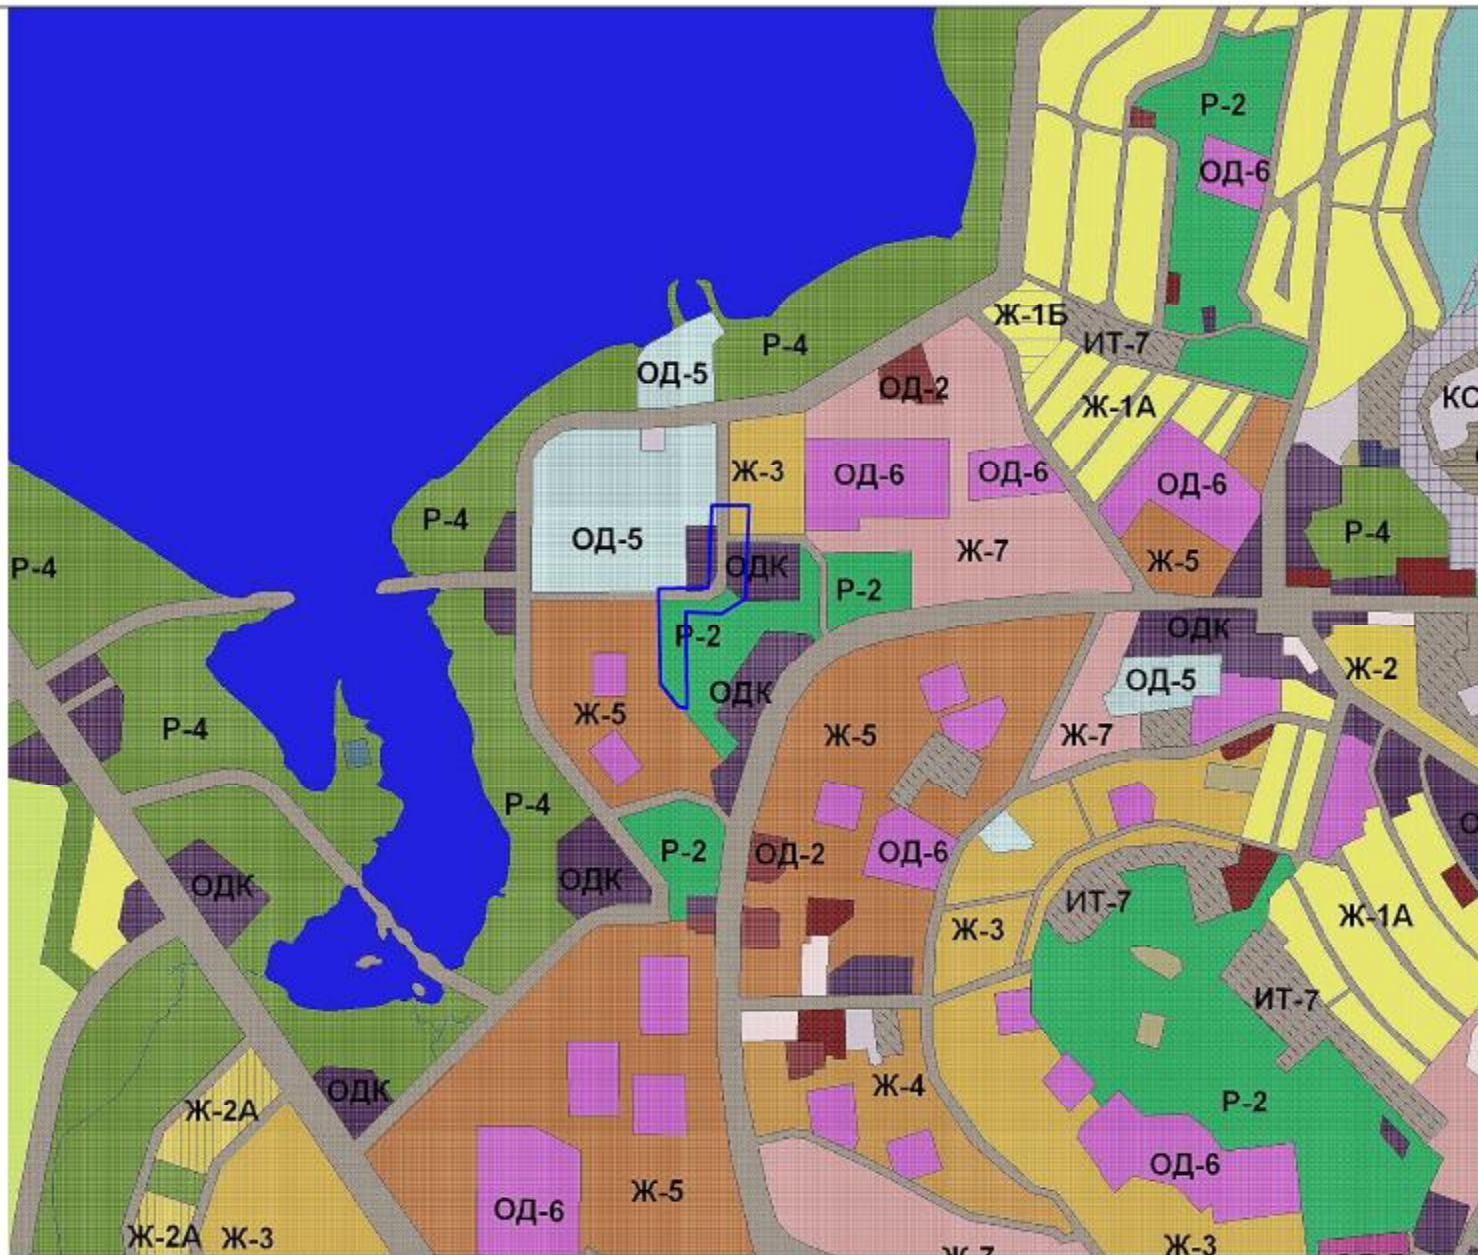 Р-2
ОД-6
Ж-1Б
ИТ-7
Р-4
ОД-5
ОД-2
Ж-1А
КО
Ж-3
ОД-6
ОД-6
ОД-6
Р-4
ОД-5
Ж-7
Р-4
Ж-5
Р-4
ОДК
Р-2
Р-2
ОДК
Ж-2
ОД-5
ОДК
Р-4
Ж-5
Ж-5
Ж-7
Р-4
Р-2
ОД-2
ОД-6
ОДК
ОДК
ИТ-7
Ж-1А
Ж-3
ИТ-7
ОДК
Ж-4
Р-2
Ж-2А
ОД-6
Ж-5
ОД-6
Ж-2А
Ж-3
Ж-3
Ж-7